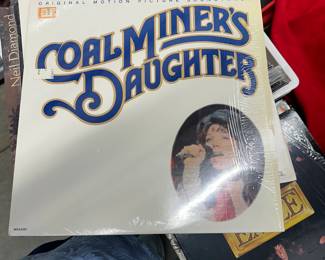 ORIGINAL MOTION PICTURE SOUNDTRACK
COAL MINER'S
DAUGHTER
Neil Diamond